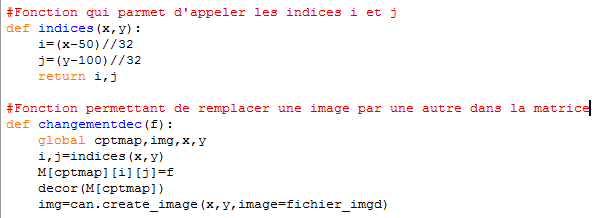 #Fonction qui parmet d'appeler les indices i et j
def indices(x,y):
    i=(x-50)//32
    j=(y-100)//32
    return i,j
#Fonction permettant de remplacer une image par une autre dans la matrice
def changementdec(f):
    global cptmap,img,x,y
    i,j=indices(x,y)
    M[cptmap][i][j]=f
    decor(M[cptmap])
    img=can.create_image(x,y,image=fichier_imgd)